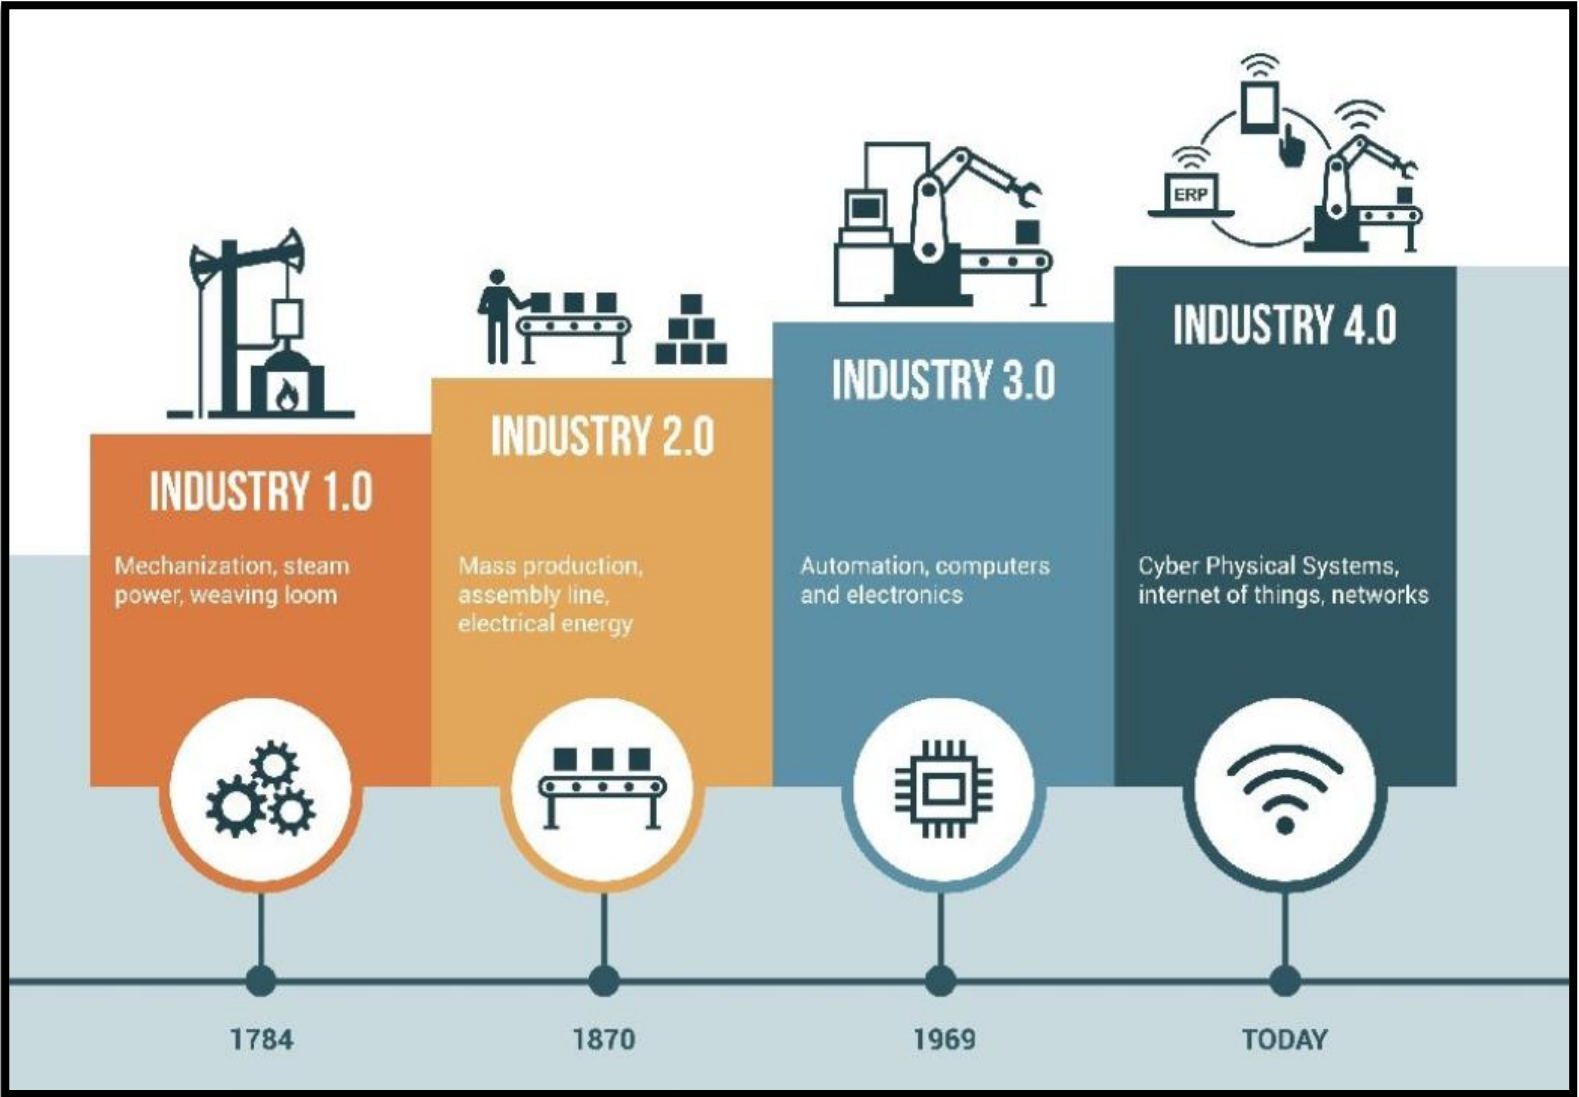 ERP
INDUSTRY 1.0
Mechanization, steam
power, weaving loom
1784
INDUSTRY 2.0
Mass production,
assembly line,
electrical energy
1870
INDUSTRY 3.0
Automation, computers
and electronics
1969
INDUSTRY 4.0
Cyber Physical Systems,
internet of things, networks
TODAY